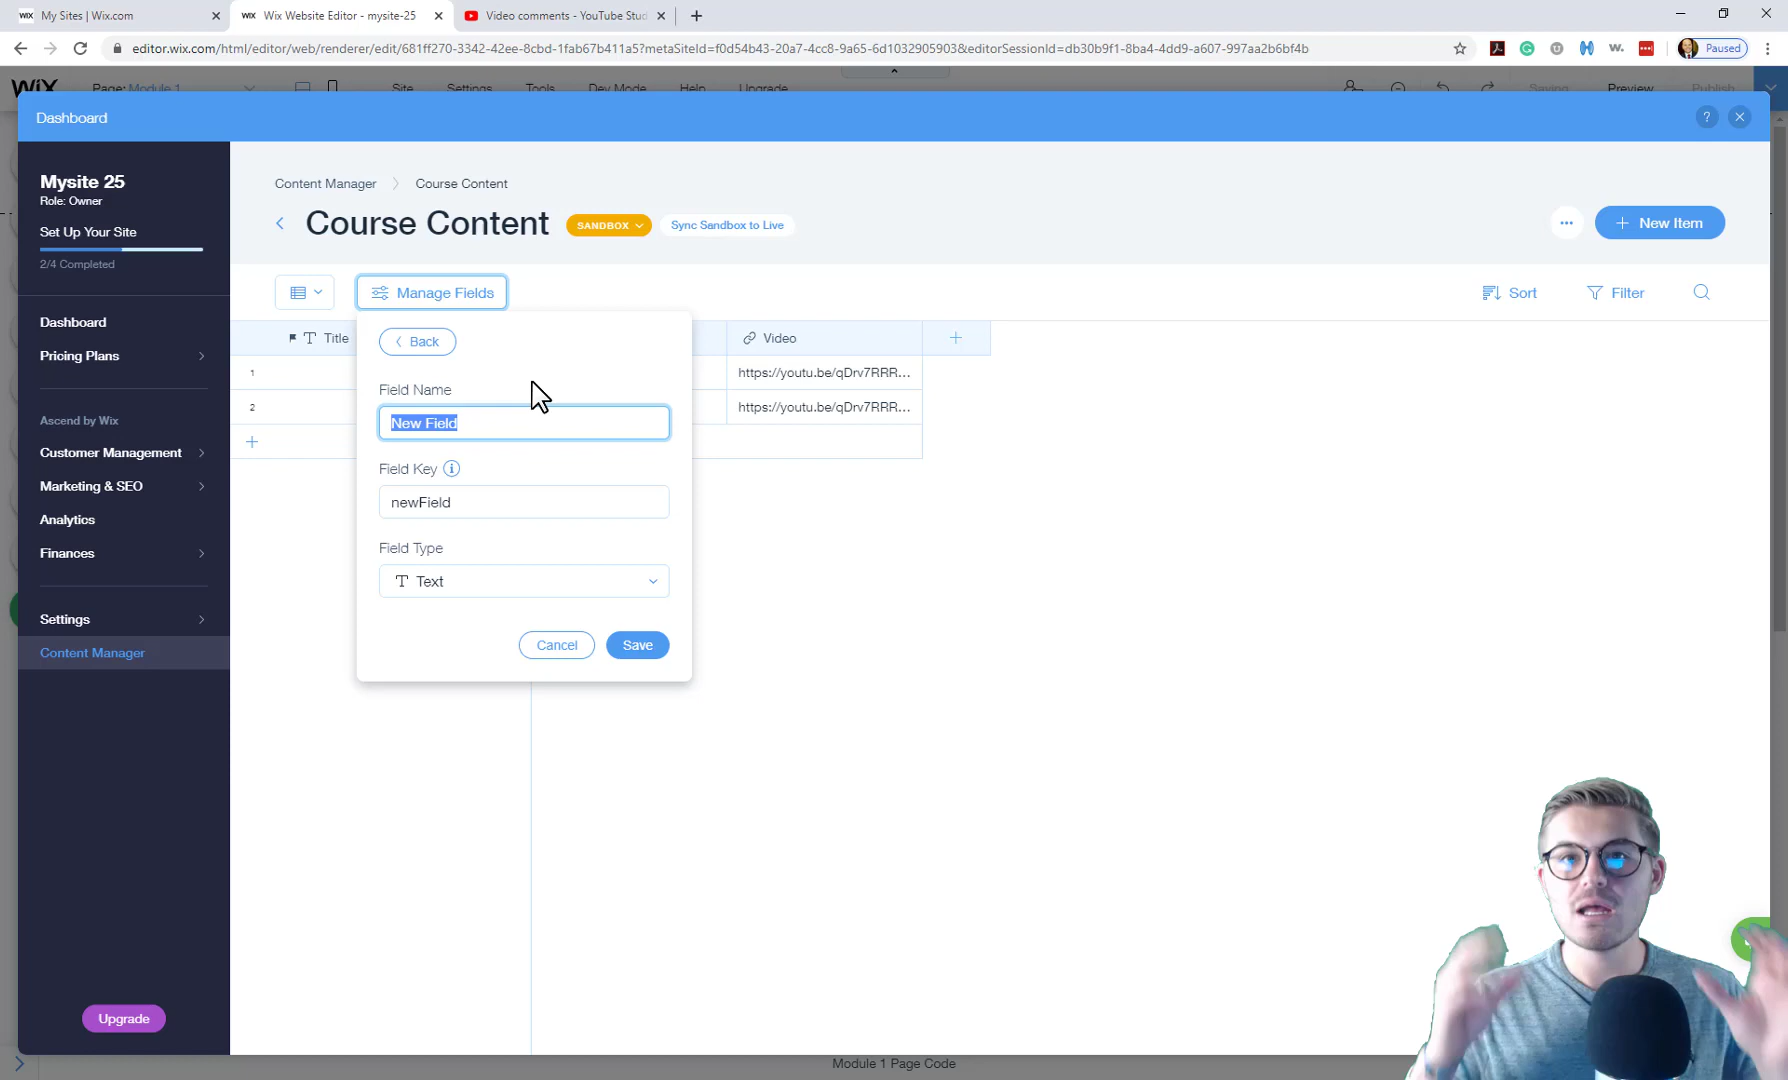 WiX My Sites | Wix.com
WiX Wix Website Editor - mysite-25
Video comments - YouTube Stud
editor.wix.com/html/editor/web/renderer/edit/681ff270-3342-42ee-8cbd-1fab67b411a5?metaSiteId=f0d54b43-20a7-4cc8-9a65-6d1032905903&editorSessionId=db30b9f1-8ba4-4dd9-a607-997aa2b6bf4b
Paused
WiX Page: Module 1 Site Settings Tools Dev Mode Help Upgrade Saving Preview Publish
Dashboard
?
Mysite 25
Role: Owner
Set Up Your Site
2/4 Completed
Dashboard
Pricing Plans
Ascend by Wix
Customer Management
Marketing & SEO
Analytics
Finances
Settings
Content Manager
Upgrade
Content Manager > Course Content
Course Content SANDBOX Sync Sandbox to Live
New Item
Manage Fields
Sort Filter
Title Video
1 https://youtu.be/qDrv7RRR...
2 https://youtu.be/qDrv7RRR...
Back
Field Name
New Field
Field Key
newField
Field Type
T Text
Cancel Save
Module 1 Page Code